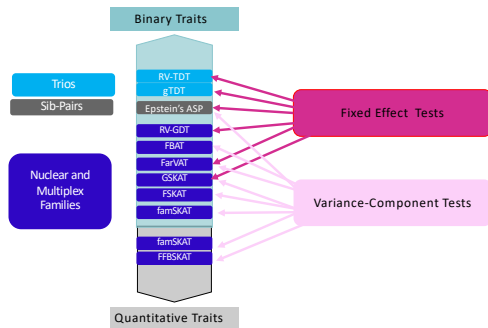 Binary Traits
Trios
Sib-Pairs
Nuclear and
Multiplex
Families
RV-TDT
gTDT
Epstein's ASP
RV-GDT
FBAT
FarVAT
GSKAT
FSKAT
famSKAT
famSKAT
FFBSKAT
Fixed Effect Tests
Variance-Component Tests
Quantitative Traits